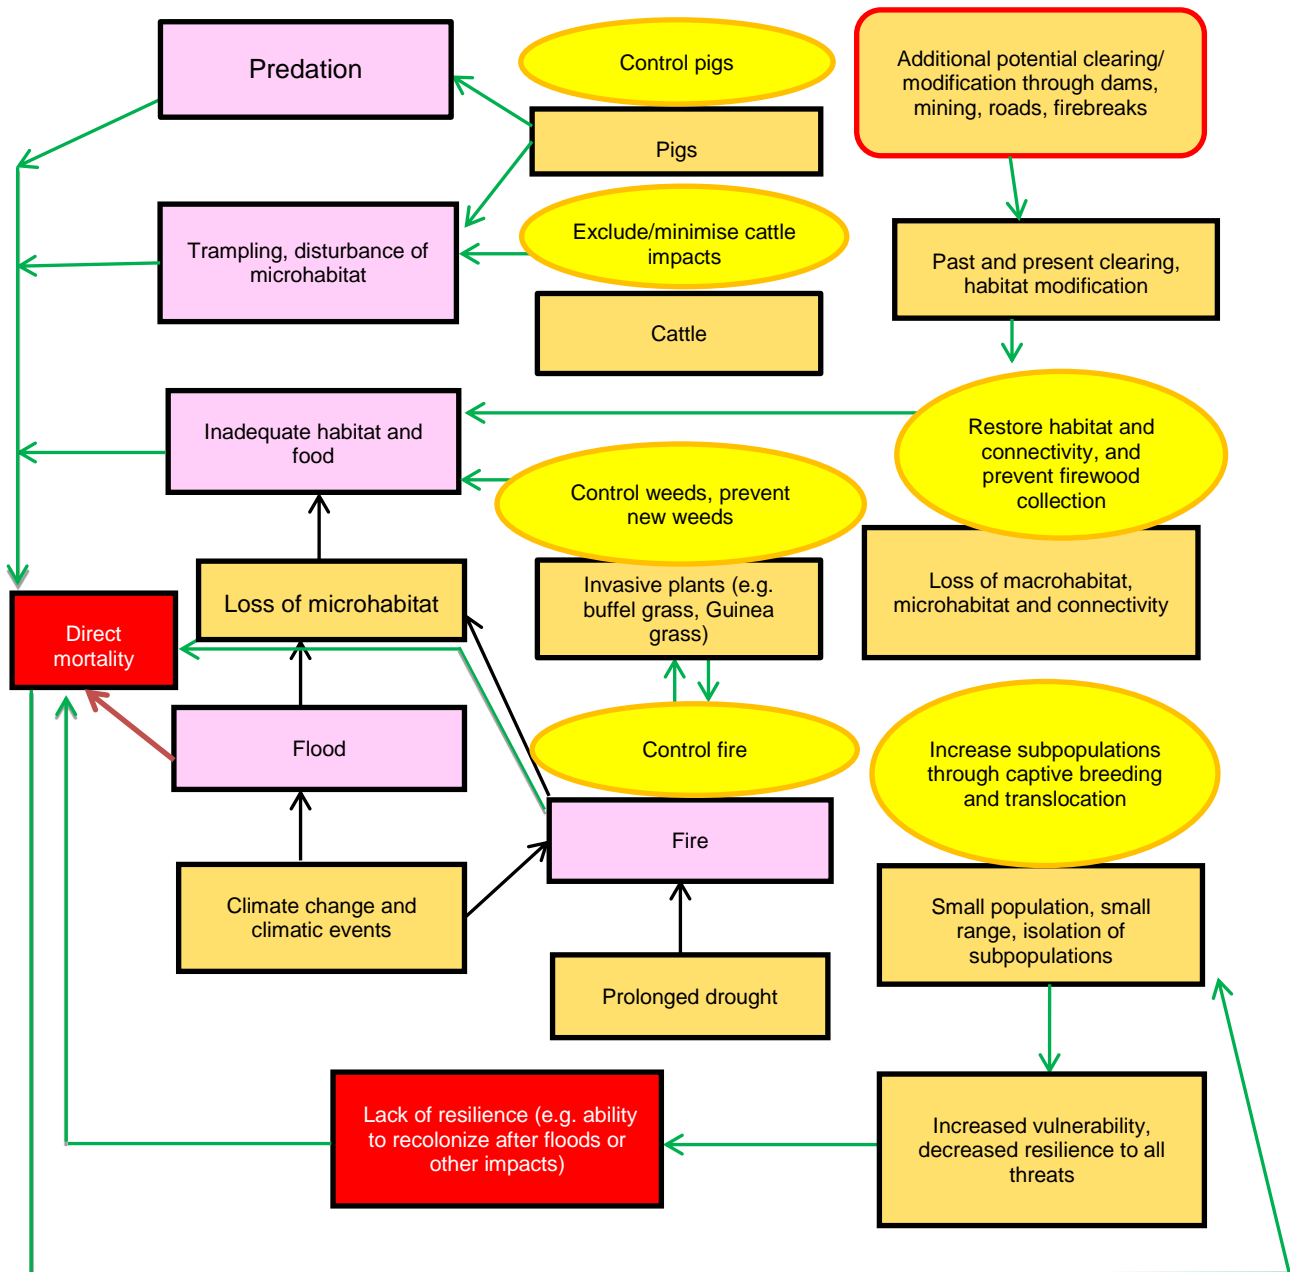 Predation
Control pigs
Additional potential clearing/
modification through dams,
mining, roads, firebreaks
Pigs
Trampling, disturbance of
microhabitat
Exclude/minimise cattle
impacts
Past and present clearing,
habitat modification
Cattle
Inadequate habitat and
food
Restore habitat and
connectivity, and
prevent firewood
collection
Control weeds, prevent
new weeds
Loss of microhabitat
Invasive plants (e.g.
buffel grass, Guinea
grass)
Loss of macrohabitat,
microhabitat and connectivity
Direct
mortality
Flood
Control fire
Increase subpopulations
through captive breeding
and translocation
Fire
Climate change and
climatic events
Small population, small
range, isolation of
subpopulations
Prolonged drought
Lack of resilience (e.g. ability
to recolonize after floods or
other impacts)
Increased vulnerability,
decreased resilience to all
threats